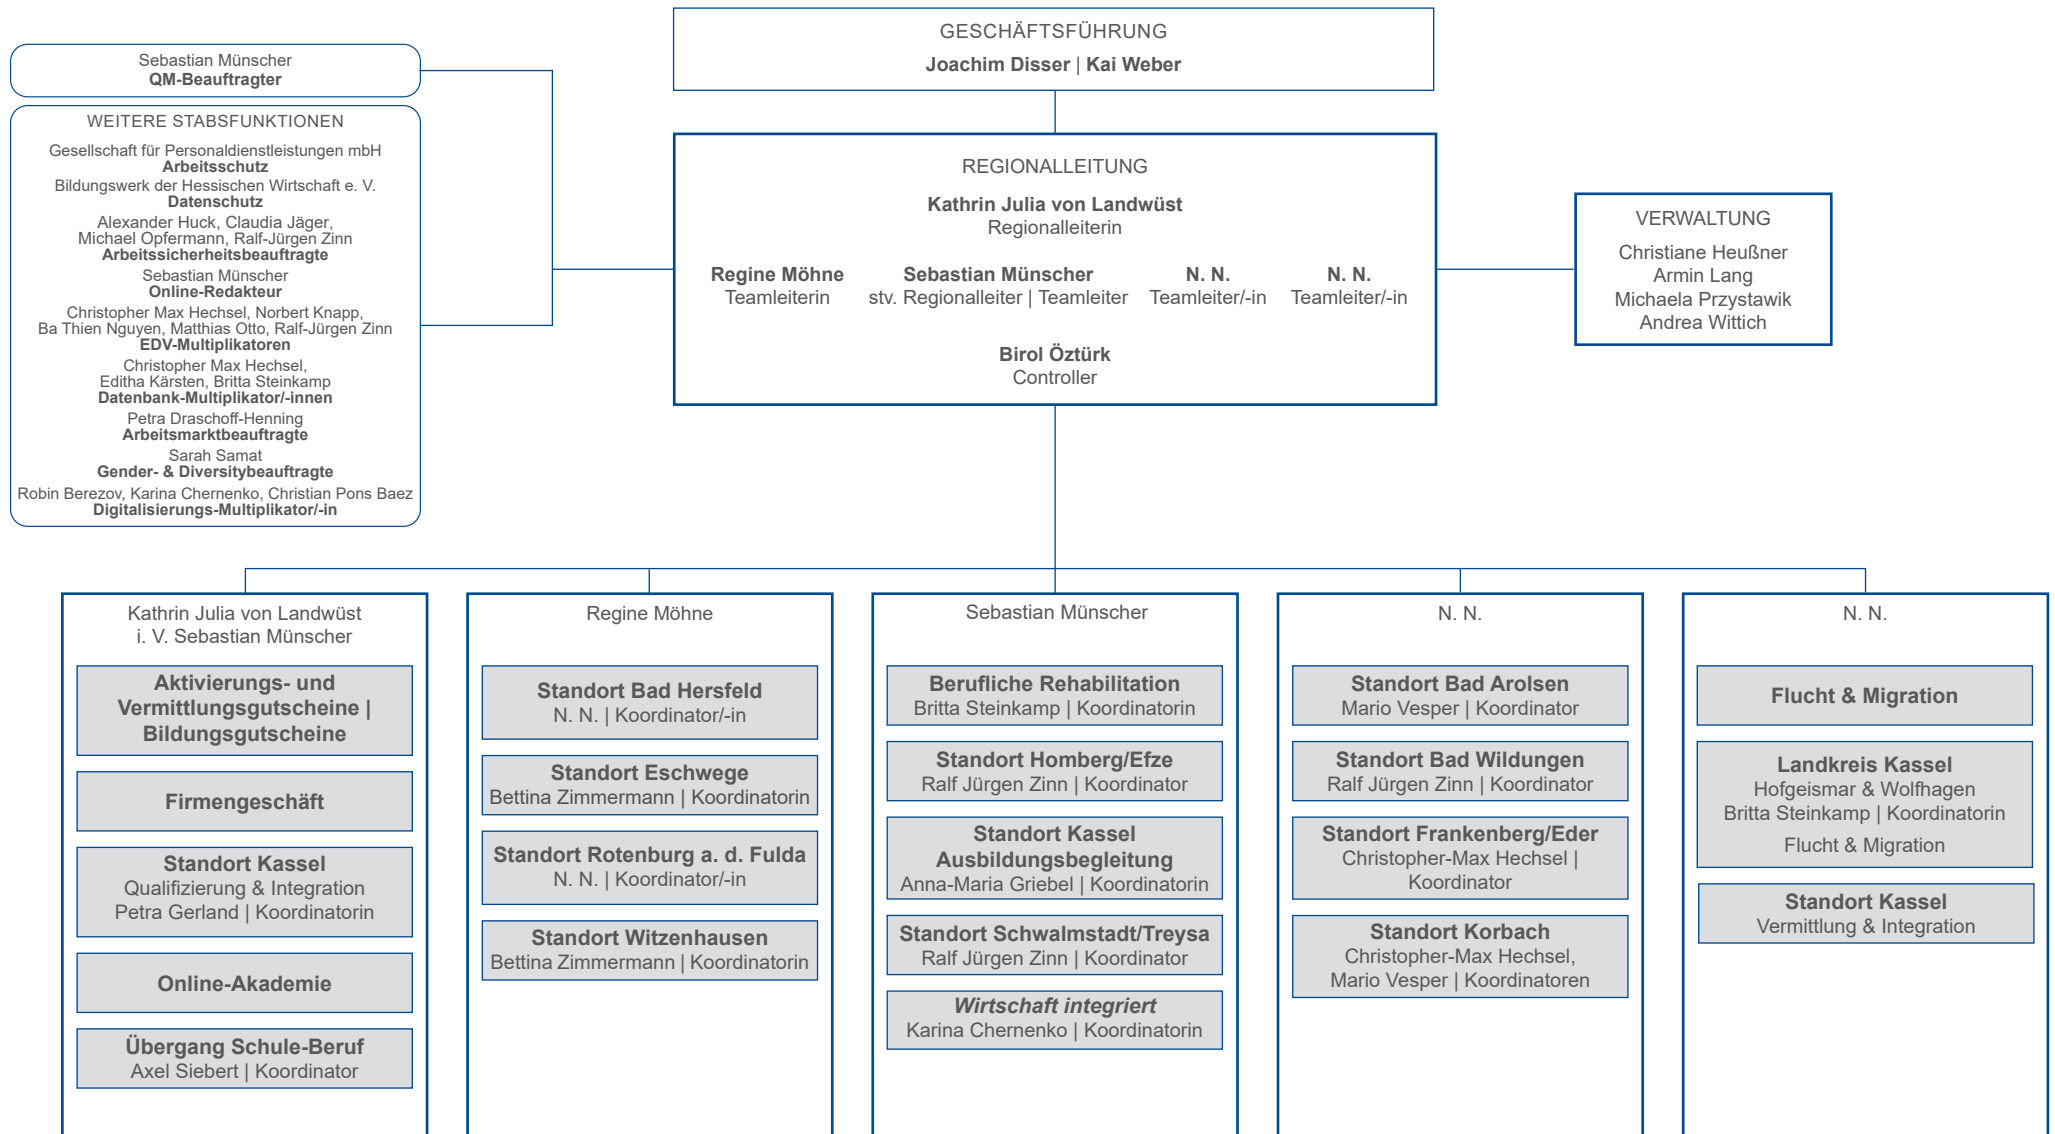 GESCHÄFTSFÜHRUNG
Joachim Disser | Kai Weber
Sebastian Münscher
QM-Beauftragter
WEITERE STABSFUNKTIONEN
Gesellschaft für Personaldienstleistungen mbH
Arbeitsschutz
Bildungswerk der Hessischen Wirtschaft e. V.
Datenschutz
Alexander Huck, Claudia Jäger,
Michael Opfermann, Ralf-Jürgen Zinn
Arbeitssicherheitsbeauftragte
Sebastian Münscher
Online-Redakteur
Christopher Max Hechsel, Norbert Knapp,
Ba Thien Nguyen, Matthias Otto, Ralf-Jürgen Zinn
EDV-Multiplikatoren
Christopher Max Hechsel,
Editha Kärsten, Britta Steinkamp
Datenbank-Multiplikator/-innen
Petra Draschoff-Henning
Arbeitsmarktbeauftragte
Sarah Samat
Gender- & Diversitybeauftragte
Robin Berezov, Karina Chernenko, Christian Pons Baez
Digitalisierungs-Multiplikator/-in
REGIONALLEITUNG
Kathrin Julia von Landwüst
Regionalleiterin
Regine Möhne
Teamleiterin
Sebastian Münscher
stv. Regionalleiter | Teamleiter
N. N.
Teamleiter/-in
N. N.
Teamleiter/-in
Birol Öztürk
Controller
VERWALTUNG
Christiane Heußner
Armin Lang
Michaela Przystawik
Andrea Wittich
Kathrin Julia von Landwüst
i. V. Sebastian Münscher
Aktivierungs- und
Vermittlungsgutscheine |
Bildungsgutscheine
Firmengeschäft
Standort Kassel
Qualifizierung & Integration
Petra Gerland | Koordinatorin
Online-Akademie
Übergang Schule-Beruf
Axel Siebert | Koordinator
Regine Möhne
Standort Bad Hersfeld
N. N. | Koordinator/-in
Standort Eschwege
Bettina Zimmermann | Koordinatorin
Standort Rotenburg a. d. Fulda
N. N. | Koordinator/-in
Standort Witzenhausen
Bettina Zimmermann | Koordinatorin
Sebastian Münscher
Berufliche Rehabilitation
Britta Steinkamp | Koordinatorin
Standort Homberg/Efze
Ralf Jürgen Zinn | Koordinator
Standort Kassel
Ausbildungsbegleitung
Anna-Maria Griebel | Koordinatorin
Standort Schwalmstadt/Treysa
Ralf Jürgen Zinn | Koordinator
Wirtschaft integriert
Karina Chernenko | Koordinatorin
N. N.
Standort Bad Arolsen
Mario Vesper | Koordinator
Standort Bad Wildungen
Ralf Jürgen Zinn | Koordinator
Standort Frankenberg/Eder
Christopher-Max Hechsel |
Koordinator
Standort Korbach
Christopher-Max Hechsel,
Mario Vesper | Koordinatoren
N. N.
Flucht & Migration
Landkreis Kassel
Hofgeismar & Wolfhagen
Britta Steinkamp | Koordinatorin
Flucht & Migration
Standort Kassel
Vermittlung & Integration